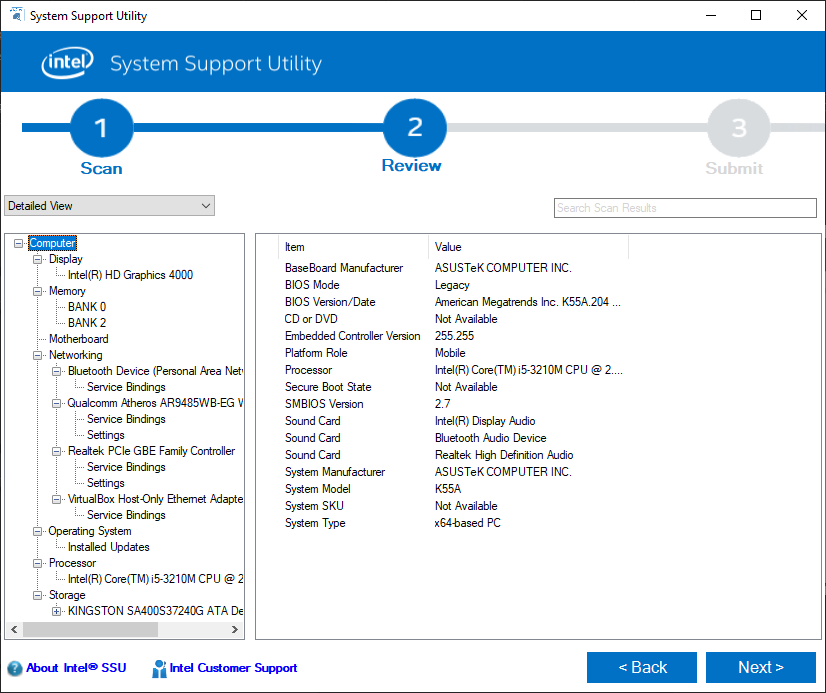 System Support Utility
intel System Support Utility
1 2 3
Scan Review Submit
Detailed View
Search Scan Results
Computer
Display
Intel(R) HD Graphics 4000
Memory
BANK 0
BANK 2
Motherboard
Networking
Bluetooth Device (Personal Area Net
Service Bindings
Qualcomm Atheros AR9485WB-EG W
Service Bindings
Settings
Realtek PCIe GBE Family Controller
Service Bindings
Settings
VirtualBox Host-Only Ethernet Adapte
Service Bindings
Operating System
Installed Updates
Processor
Intel(R) Core(TM) i5-3210M CPU @ 2
Storage
KINGSTON SA400S37240G ATA De
Item Value
BaseBoard Manufacturer ASUSTeK COMPUTER INC.
BIOS Mode Legacy
BIOS Version/Date American Megatrends Inc. K55A.204 ...
CD or DVD Not Available
Embedded Controller Version 255.255
Platform Role Mobile
Processor Intel(R) Core(TM) i5-3210M CPU @ 2....
Secure Boot State Not Available
SMBIOS Version 2.7
Sound Card Intel(R) Display Audio
Sound Card Bluetooth Audio Device
Sound Card Realtek High Definition Audio
System Manufacturer ASUSTeK COMPUTER INC.
System Model K55A
System SKU Not Available
System Type x64-based PC
? About Intel® SSU Intel Customer Support < Back Next >